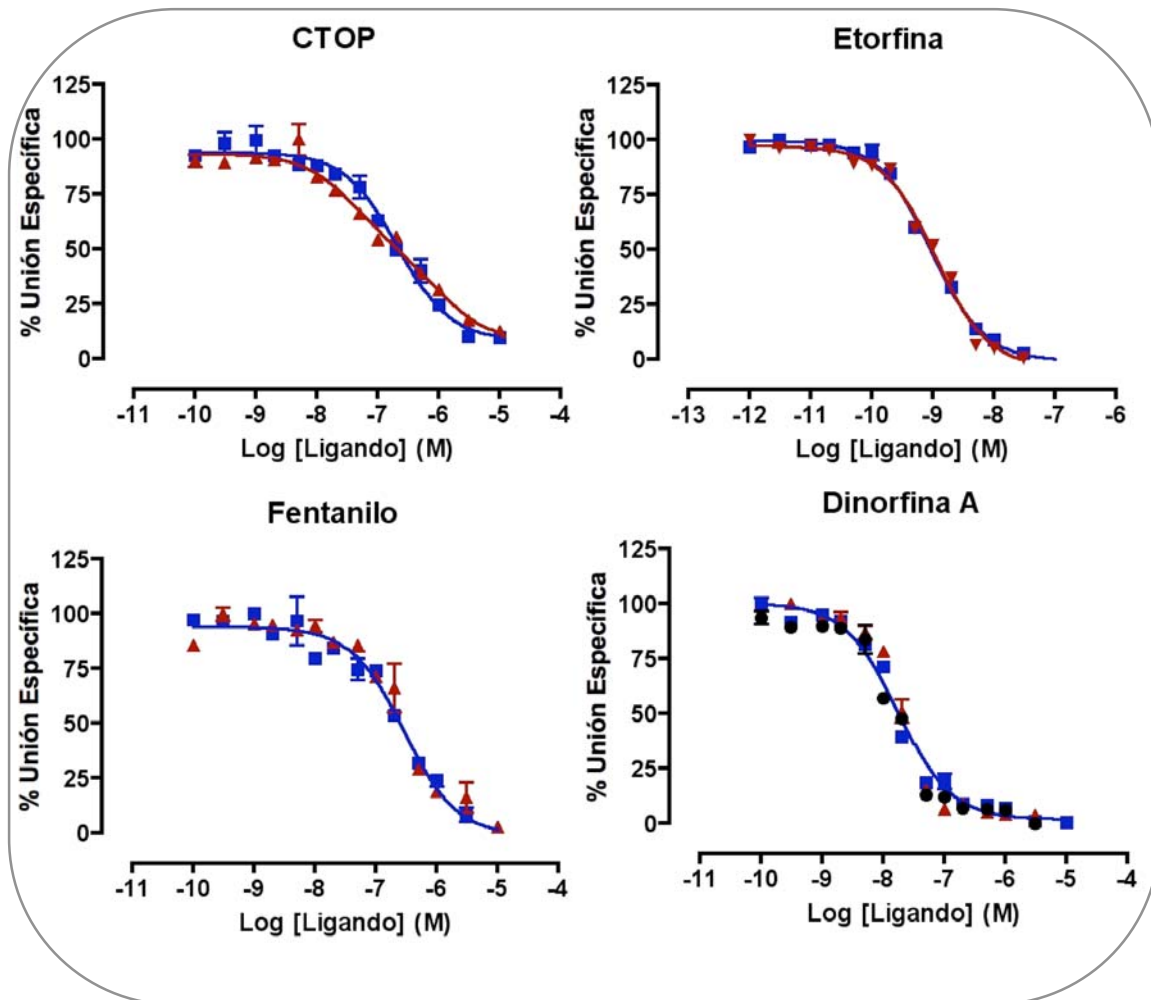 CTOP
% Unión Específica
125
100
75
50
25
0
-11 -10 -9 -8 -7 -6 -5 -4
Log [Ligando] (M)
Etorfina
% Unión Específica
125
100
75
50
25
0
-13 -12 -11 -10 -9 -8 -7 -6
Log [Ligando] (M)
Fentanilo
% Unión Específica
125
100
75
50
25
0
-11 -10 -9 -8 -7 -6 -5 -4
Log [Ligando] (M)
Dinorfina A
% Unión Específica
125
100
75
50
25
0
-11 -10 -9 -8 -7 -6 -5 -4
Log [Ligando] (M)